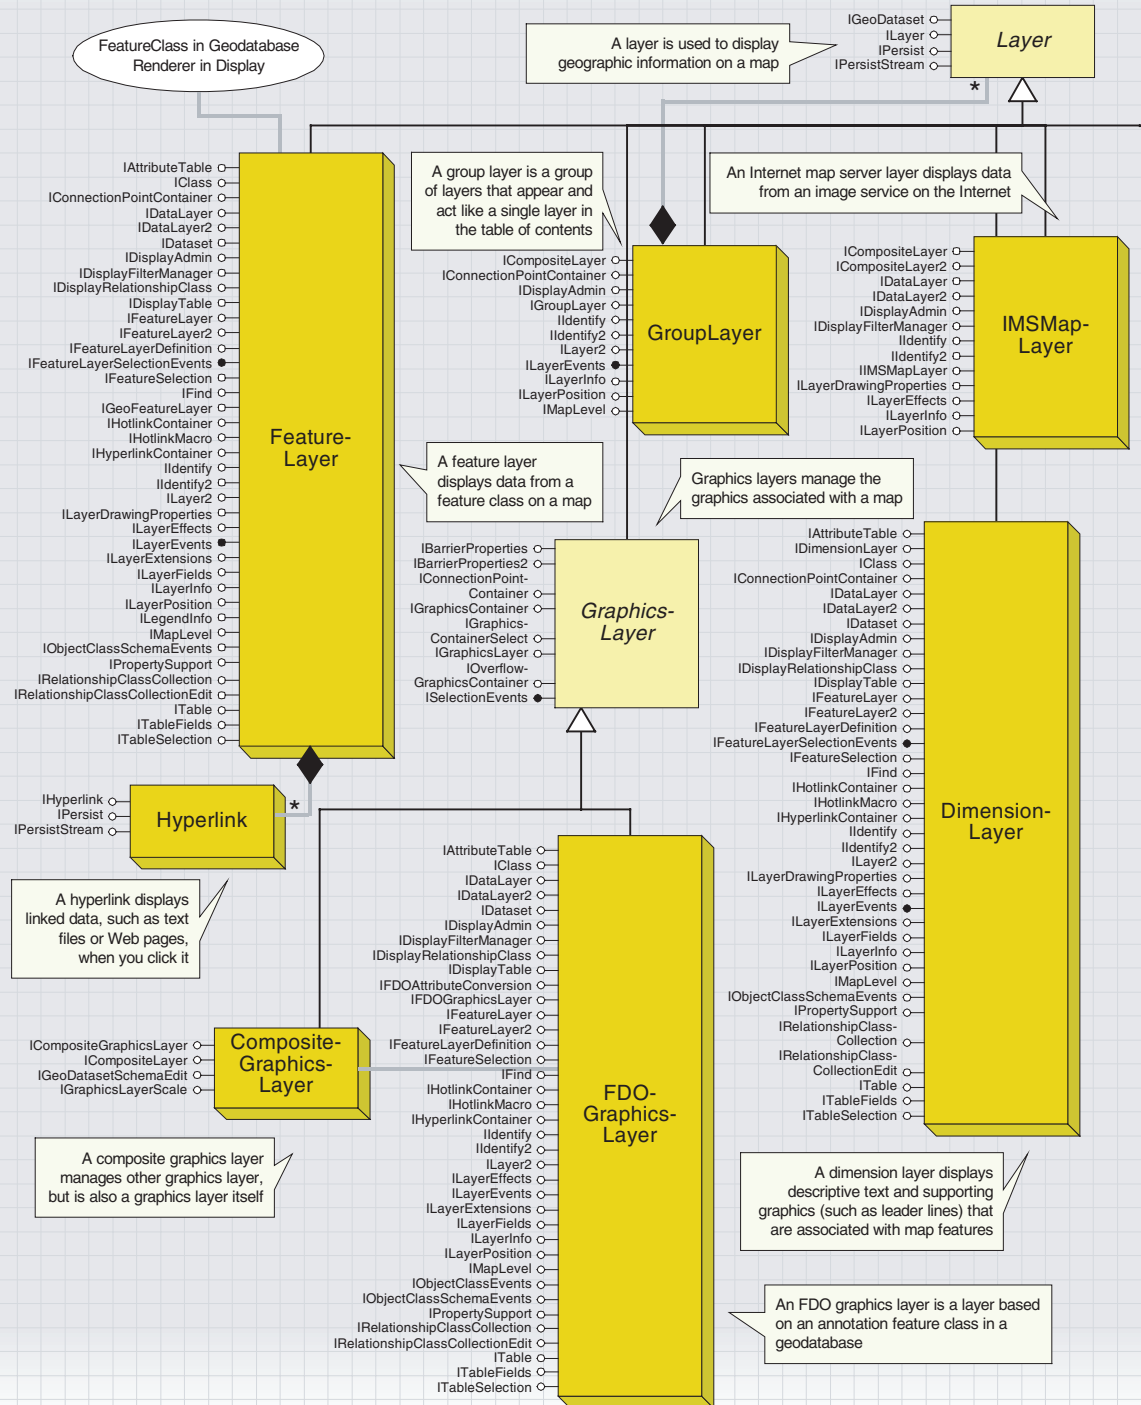 FeatureClass in Geodatabase
Renderer in Display
A layer is used to display
geographic information on a map
IGeoDataset
ILayer
IPersist
IPersistStream
Layer
*
IAttributeTable
IClass
IConnectionPointContainer
IDataLayer
IDataLayer2
IDataset
IDisplayAdmin
IDisplayFilterManager
IDisplayRelationshipClass
IDisplayTable
IFeatureLayer
IFeatureLayer2
IFeatureLayerDefinition
IFeatureLayerSelectionEvents
IFeatureSelection
IFind
IGeoFeatureLayer
IHotlinkContainer
IHotlinkMacro
IHyperlinkContainer
IIdentify
IIdentify2
ILayer2
ILayerDrawingProperties
ILayerEffects
ILayerEvents
ILayerExtensions
ILayerFields
ILayerInfo
ILayerPosition
ILegendInfo
IMapLevel
IObjectClassSchemaEvents
IPropertySupport
IRelationshipClassCollection
IRelationshipClassCollectionEdit
ITable
ITableFields
ITableSelection
Feature-
Layer
A group layer is a group
of layers that appear and
act like a single layer in
the table of contents
ICompositeLayer
IConnectionPointContainer
IDisplayAdmin
IGroupLayer
IIdentify
IIdentify2
ILayer2
ILayerEvents
ILayerInfo
ILayerPosition
IMapLevel
GroupLayer
An Internet map server layer displays data
from an image service on the Internet
ICompositeLayer
ICompositeLayer2
IDataLayer
IDataLayer2
IDisplayAdmin
IDisplayFilterManager
IIdentify
IIdentify2
IIMSMapLayer
ILayerDrawingProperties
ILayerEffects
ILayerInfo
ILayerPosition
IMSMap-
Layer
A feature layer
displays data from a
feature class on a map
Graphics layers manage the
graphics associated with a map
IBarrierProperties
IBarrierProperties2
IConnectionPoint-
Container
IGraphicsContainer
IGraphics-
ContainerSelect
IGraphicsLayer
IOverflow-
GraphicsContainer
ISelectionEvents
Graphics-
Layer
IAttributeTable
IDimensionLayer
IClass
IConnectionPointContainer
IDataLayer
IDataLayer2
IDataset
IDisplayAdmin
IDisplayFilterManager
IDisplayRelationshipClass
IDisplayTable
IFeatureLayer
IFeatureLayer2
IFeatureLayerDefinition
IFeatureLayerSelectionEvents
IFeatureSelection
IFind
IHotlinkContainer
IHotlinkMacro
IHyperlinkContainer
IIdentify
IIdentify2
ILayer2
ILayerDrawingProperties
ILayerEffects
ILayerEvents
ILayerExtensions
ILayerFields
ILayerInfo
ILayerPosition
IMapLevel
IObjectClassSchemaEvents
IPropertySupport
IRelationshipClass-
Collection
IRelationshipClass-
CollectionEdit
ITable
ITableFields
ITableSelection
Dimension-
Layer
IHyperlink
IPersist
IPersistStream
Hyperlink
*
A hyperlink displays
linked data, such as text
files or Web pages,
when you click it
ICompositeGraphicsLayer
ICompositeLayer
IGeoDatasetSchemaEdit
IGraphicsLayerScale
Composite-
Graphics-
Layer
A composite graphics layer
manages other graphics layer,
but is also a graphics layer itself
IAttributeTable
IClass
IDataLayer
IDataLayer2
IDataset
IDisplayAdmin
IDisplayFilterManager
IDisplayRelationshipClass
IDisplayTable
IFDOAttributeConversion
IFDOGraphicsLayer
IFeatureLayer
IFeatureLayer2
IFeatureLayerDefinition
IFeatureSelection
IFind
IHotlinkContainer
IHotlinkMacro
IHyperlinkContainer
IIdentify
IIdentify2
ILayer2
ILayerEffects
ILayerEvents
ILayerExtensions
ILayerFields
ILayerInfo
ILayerPosition
IMapLevel
IObjectClassEvents
IObjectClassSchemaEvents
IPropertySupport
IRelationshipClassCollection
IRelationshipClassCollectionEdit
ITable
ITableFields
ITableSelection
FDO-
Graphics-
Layer
A dimension layer displays
descriptive text and supporting
graphics (such as leader lines) that
are associated with map features
An FDO graphics layer is a layer based
on an annotation feature class in a
geodatabase